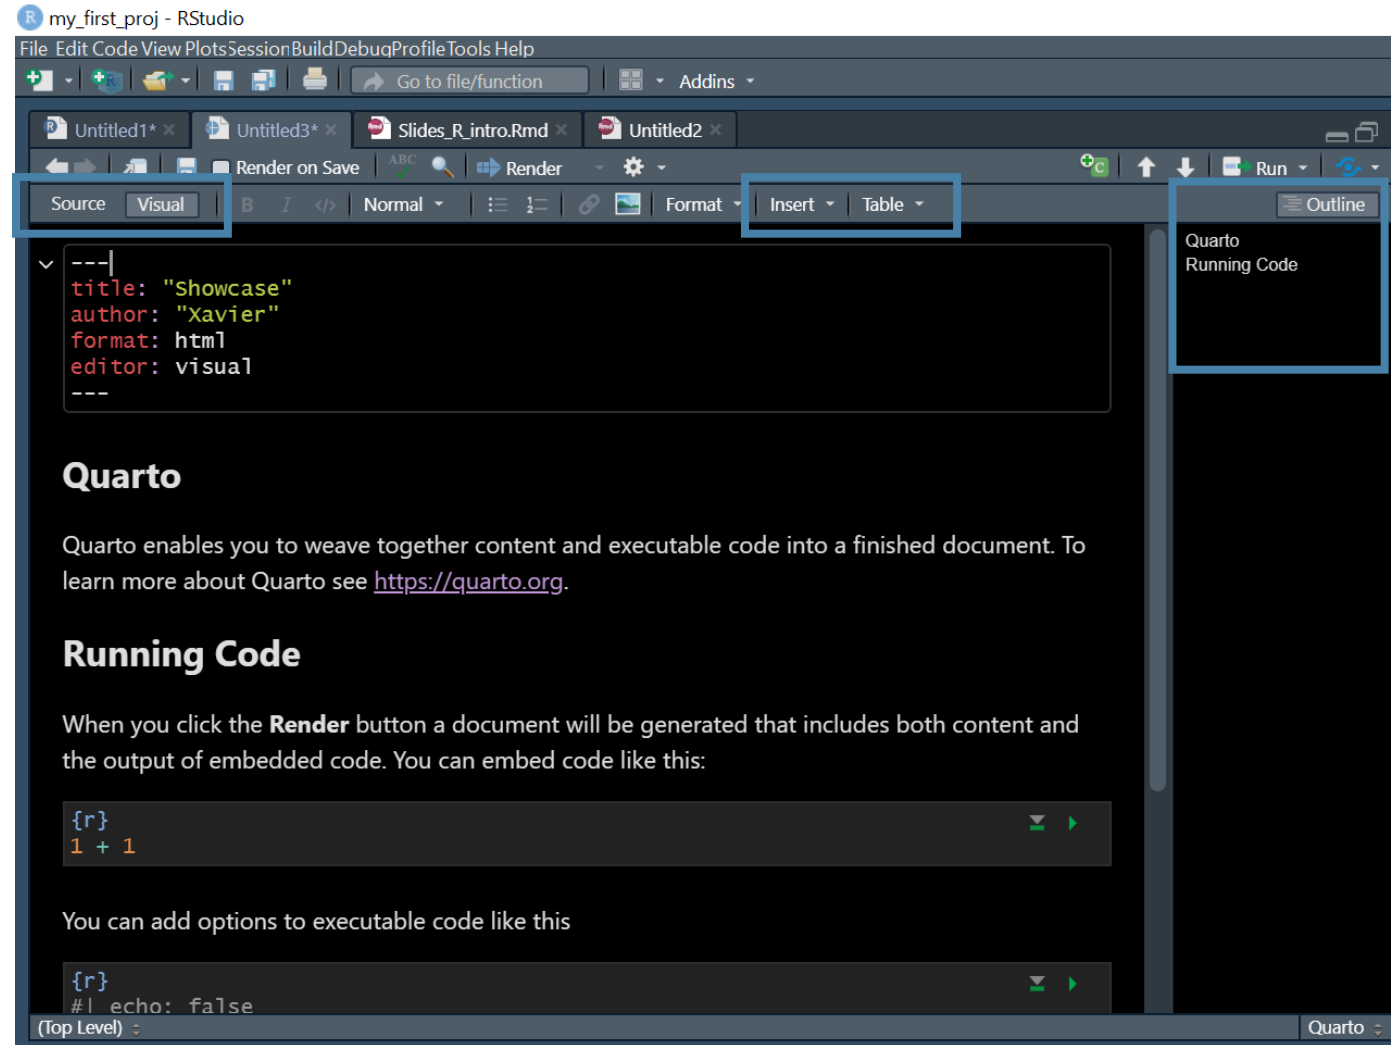 my_first_proj - RStudio
File Edit Code View Plots Session Build Debug Profile Tools Help
Go to file/function Addins
Untitled1* Untitled3* Slides_R_intro.Rmd Untitled2
Render on Save ABC Render Run
Source Visual B I </> Normal Format Insert Table Outline
Quarto
Running Code
---
title: "Showcase"
author: "Xavier"
format: html
editor: visual
---
Quarto
Quarto enables you to weave together content and executable code into a finished document. To
learn more about Quarto see https://quarto.org.
Running Code
When you click the Render button a document will be generated that includes both content and
the output of embedded code. You can embed code like this:
{r}
1 + 1
You can add options to executable code like this
{r}
#| echo: false
(Top Level) Quarto